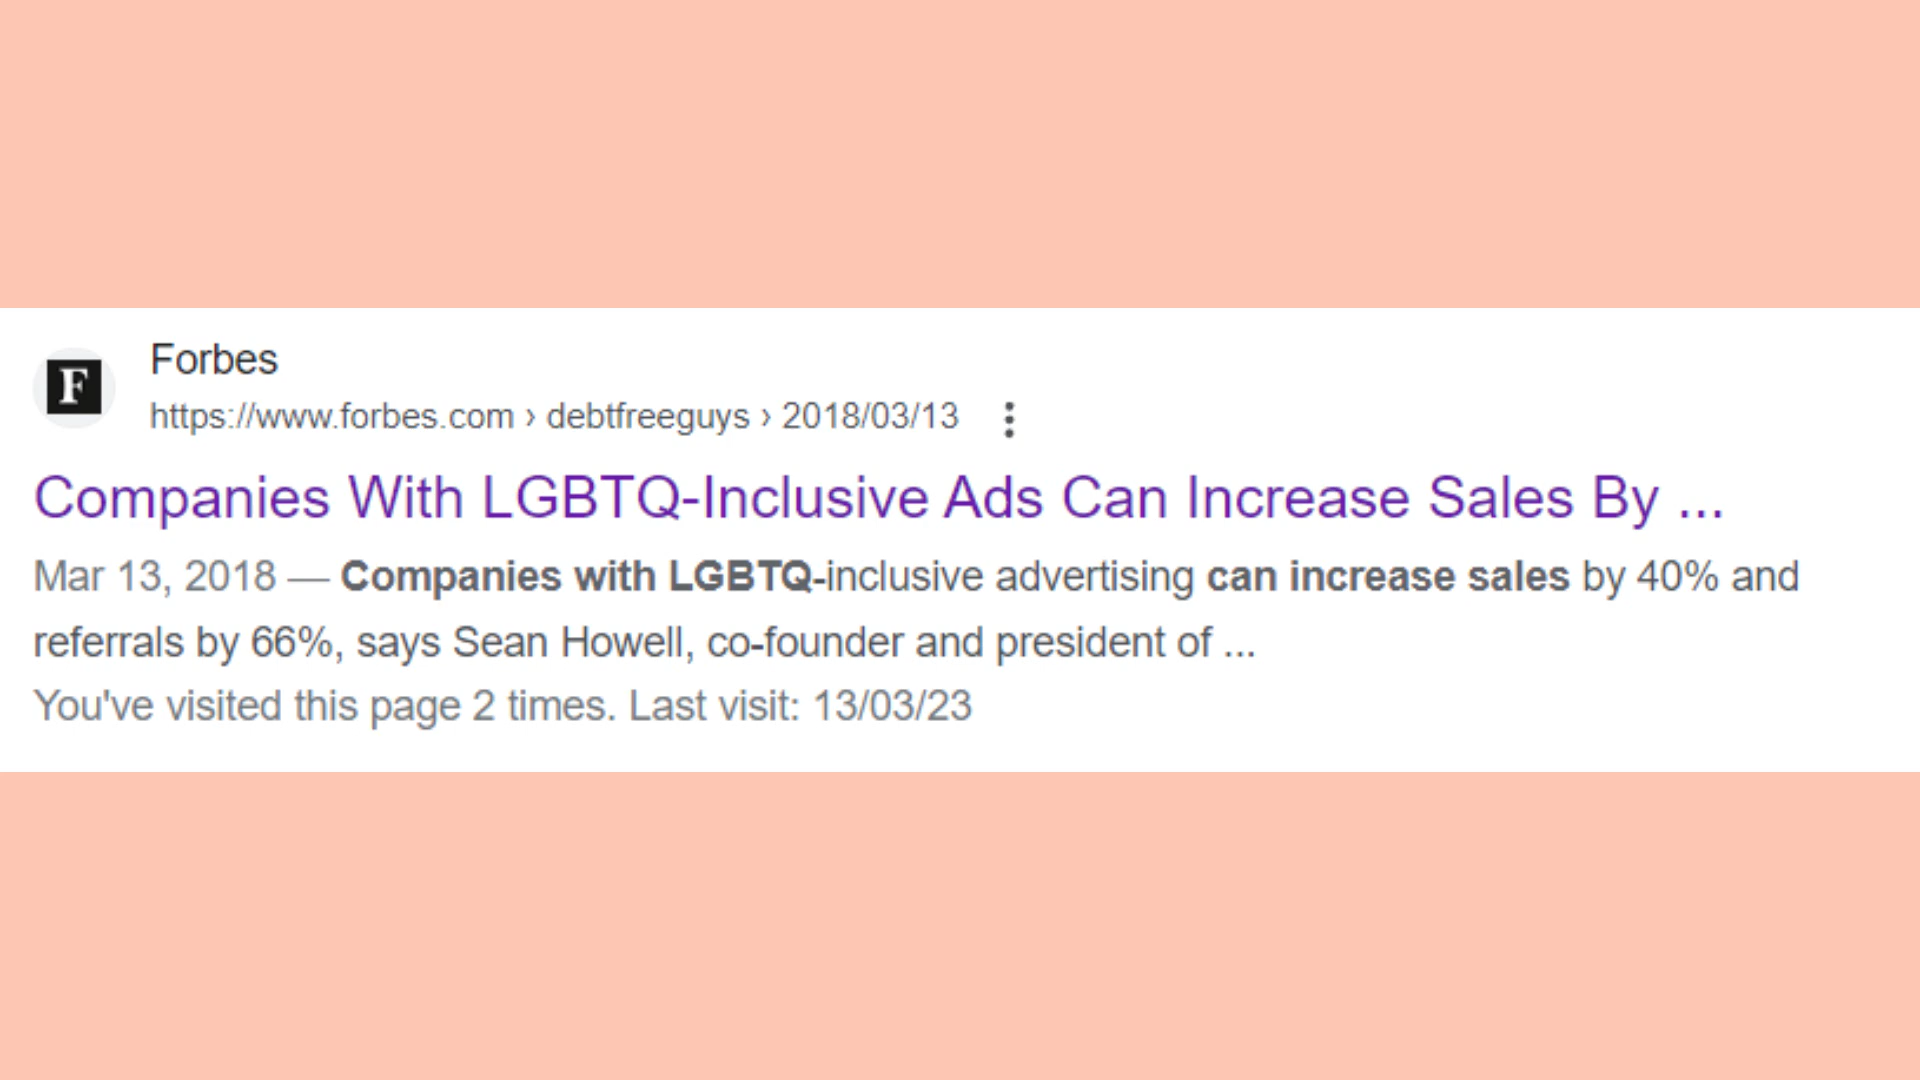 F
Forbes
https://www.forbes.com › debtfreeguys › 2018/03/13
Companies With LGBTQ-Inclusive Ads Can Increase Sales By ...
Mar 13, 2018 — Companies with LGBTQ-inclusive advertising can increase sales by 40% and
referrals by 66%, says Sean Howell, co-founder and president of ...
You've visited this page 2 times. Last visit: 13/03/23